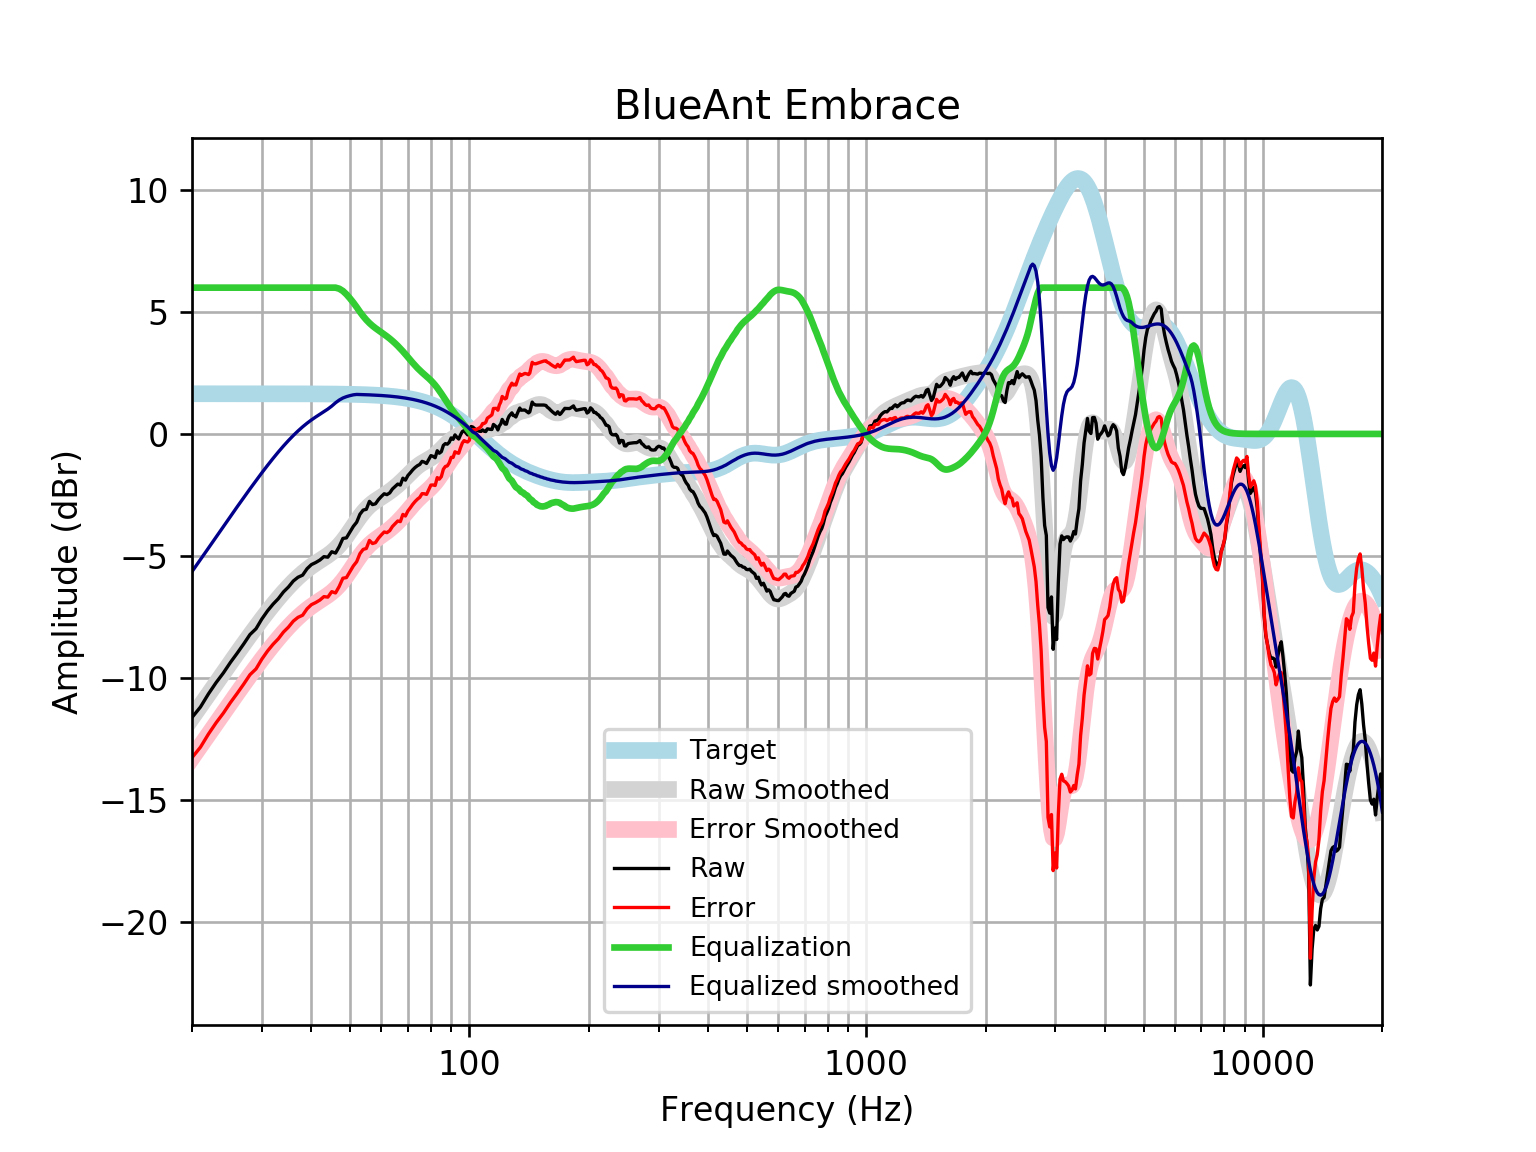 BlueAnt Embrace
Amplitude (dBr)
10
5
0
−5
−10
−15
−20
Target
Raw Smoothed
Error Smoothed
Raw
Error
Equalization
Equalized smoothed
100
1000
10000
Frequency (Hz)